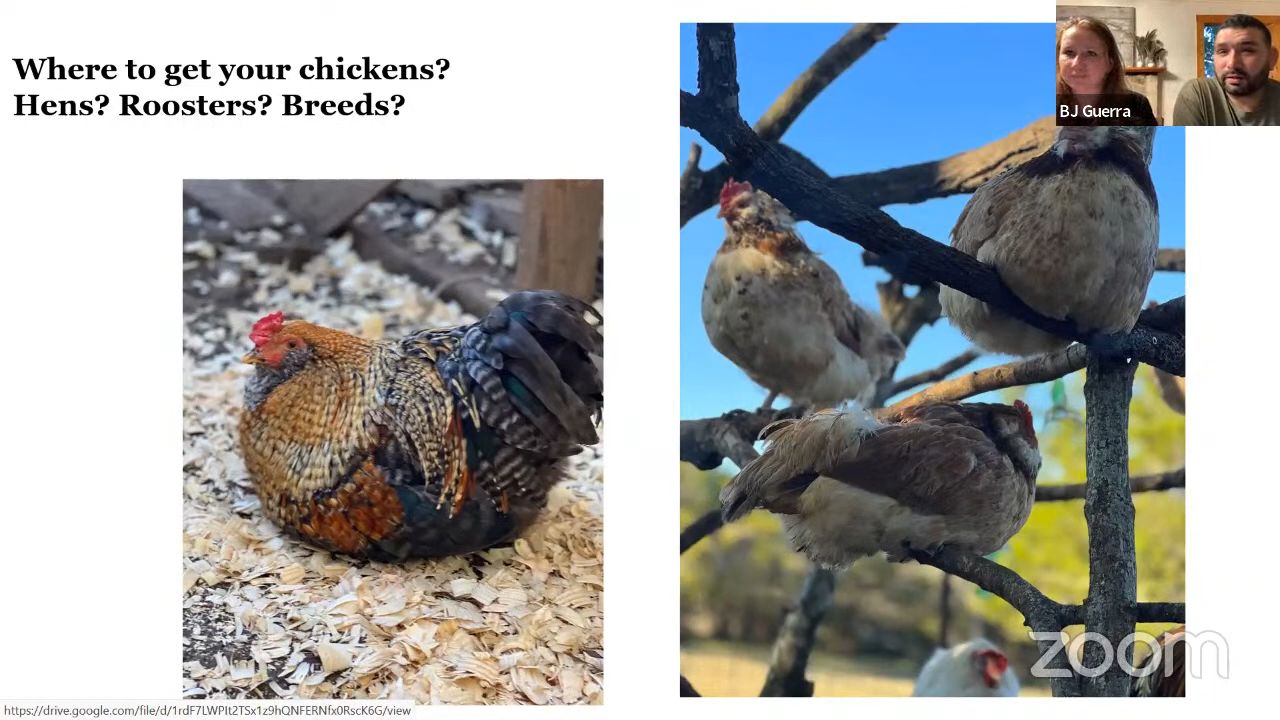 Where to get your chickens?
Hens? Roosters? Breeds?
BJ Guerra
zoom
https://drive.google.com/file/d/1rdF7LWPIt2TSx1z9hQNFERNfx0RscK6G/view